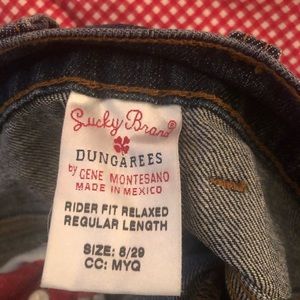 Lucky Brand®
DUNGAREES
by GENE MONTESANO
MADE IN MEXICO
RIDER FIT RELAXED
REGULAR LENGTH
SIZE: 8/29
CC: MYQ